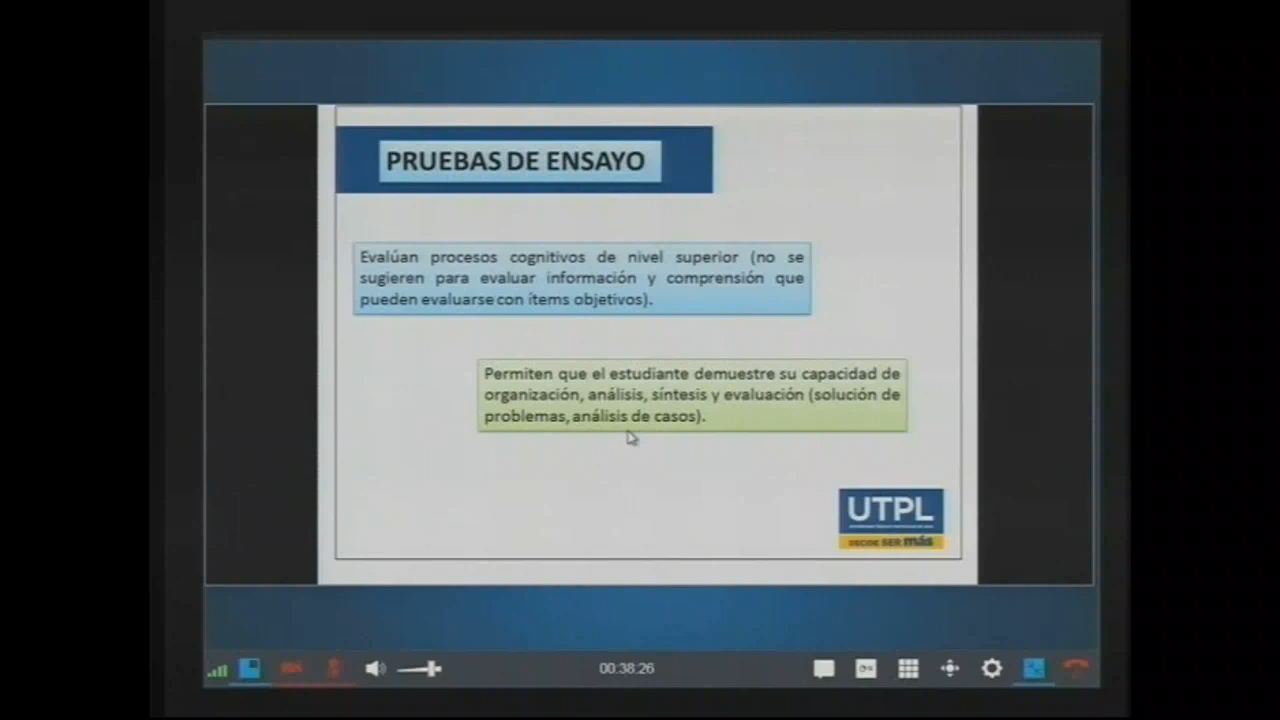 PRUEBAS DE ENSAYO
Evalúan procesos cognitivos de nivel superior (no se
sugieren para evaluar información y comprensión que
pueden evaluarse con ítems objetivos).
Permiten que el estudiante demuestre su capacidad de
organización, análisis, síntesis y evaluación (solución de
problemas, análisis de casos).
UTPL
DECIDE SER más
00:38:26